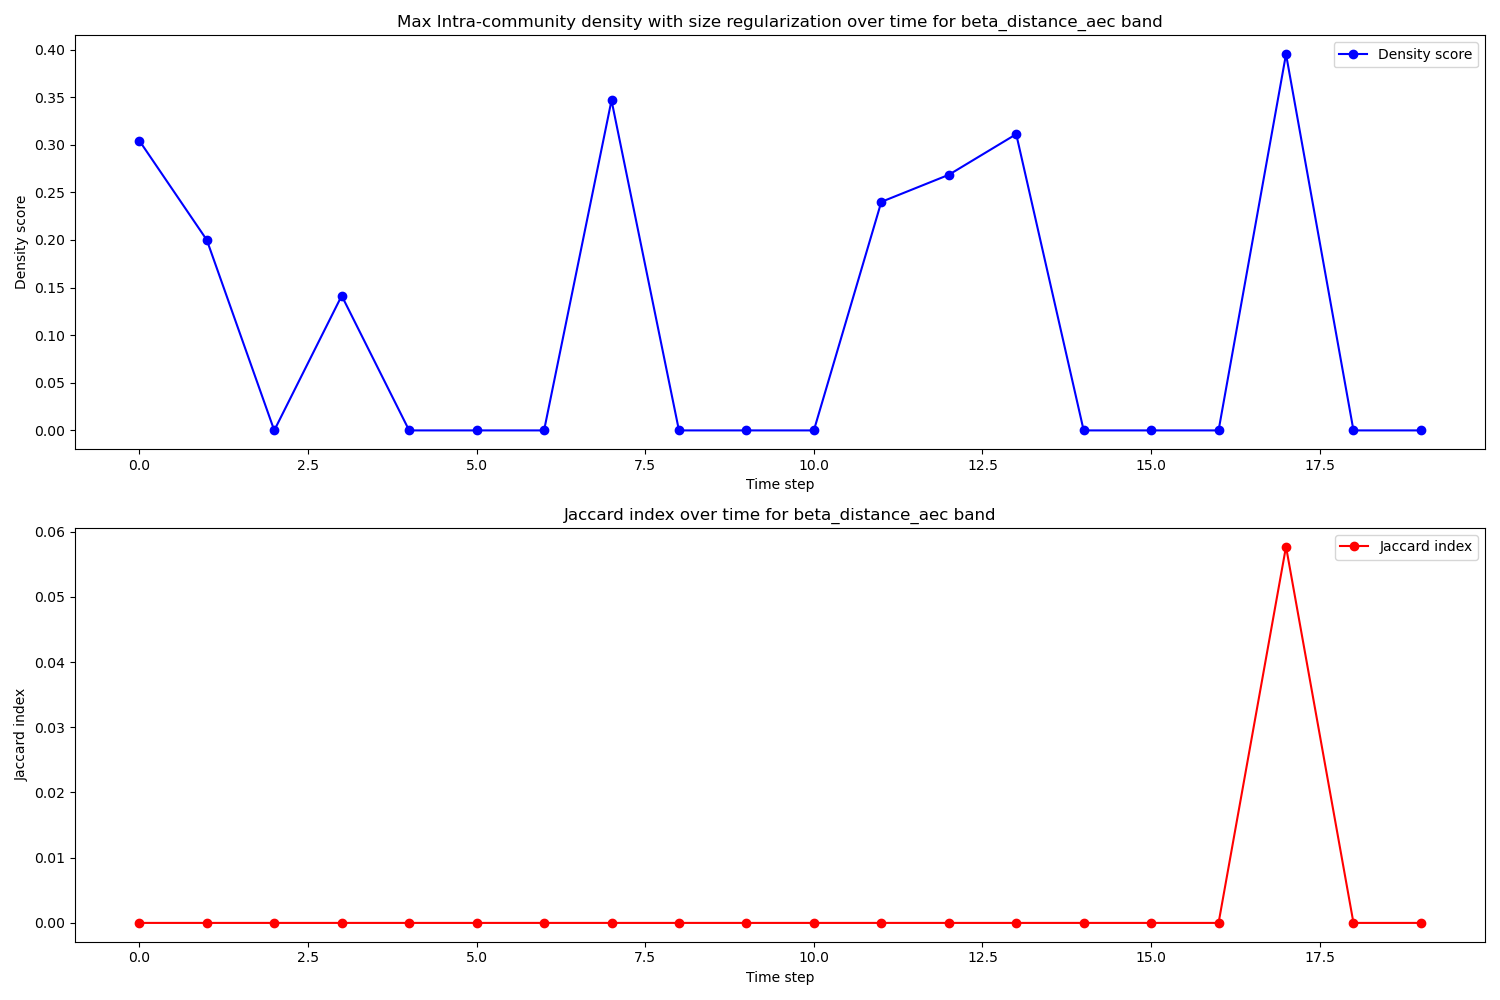 Max Intra-community density with size regularization over time for beta_distance_aec band
Density score
0.40
0.35
0.30
0.25
0.20
0.15
0.10
0.05
0.00
Density score
0.0 2.5 5.0 7.5 10.0 12.5 15.0 17.5
Time step
Jaccard index over time for beta_distance_aec band
Jaccard index
0.06
0.05
0.04
0.03
0.02
0.01
0.00
Jaccard index
0.0 2.5 5.0 7.5 10.0 12.5 15.0 17.5
Time step